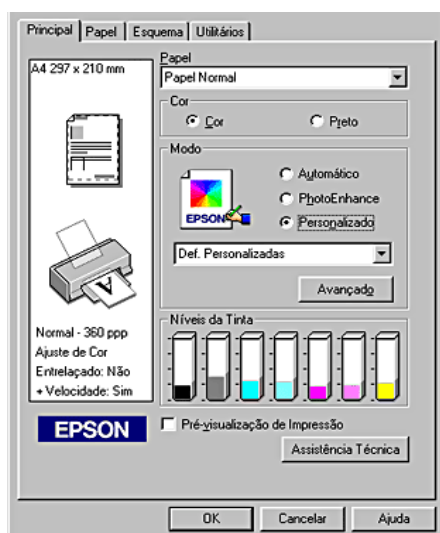 Principal Papel Esquema Utilitários
A4 297 x 210 mm
Papel
Papel Normal
Cor
Cor Preto
Modo
Automático
PhotoEnhance
EPSON
Personalizado
Def. Personalizadas
Avançado
Normal - 360 ppp
Ajuste de Cor
Entrelaçado: Não
+ Velocidade: Sim
Níveis da Tinta
EPSON
Pré-visualização de Impressão
Assistência Técnica
OK Cancelar Ajuda